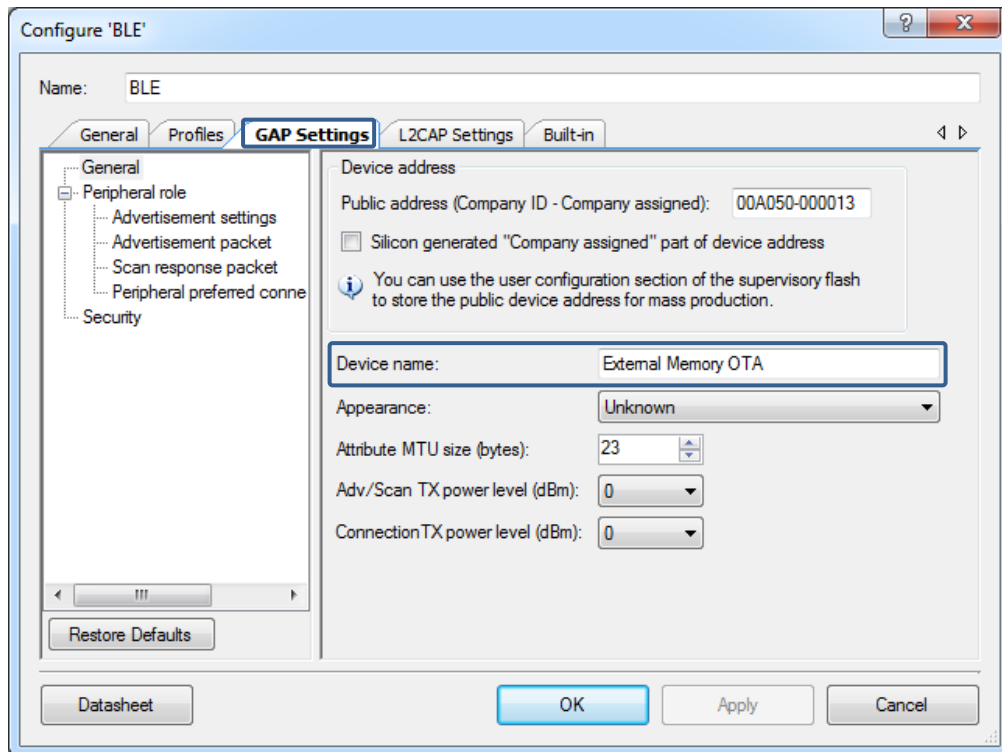 Configure 'BLE'
Name: BLE
General Profiles GAP Settings L2CAP Settings Built-in
General
Peripheral role
Advertisement settings
Advertisement packet
Scan response packet
Peripheral preferred conne
Security
Restore Defaults
Device address
Public address (Company ID - Company assigned): 00A050-000013
Silicon generated "Company assigned" part of device address
You can use the user configuration section of the supervisory flash
to store the public device address for mass production.
Device name: External Memory OTA
Appearance: Unknown
Attribute MTU size (bytes): 23
Adv/Scan TX power level (dBm): 0
Connection TX power level (dBm): 0
Datasheet OK Apply Cancel